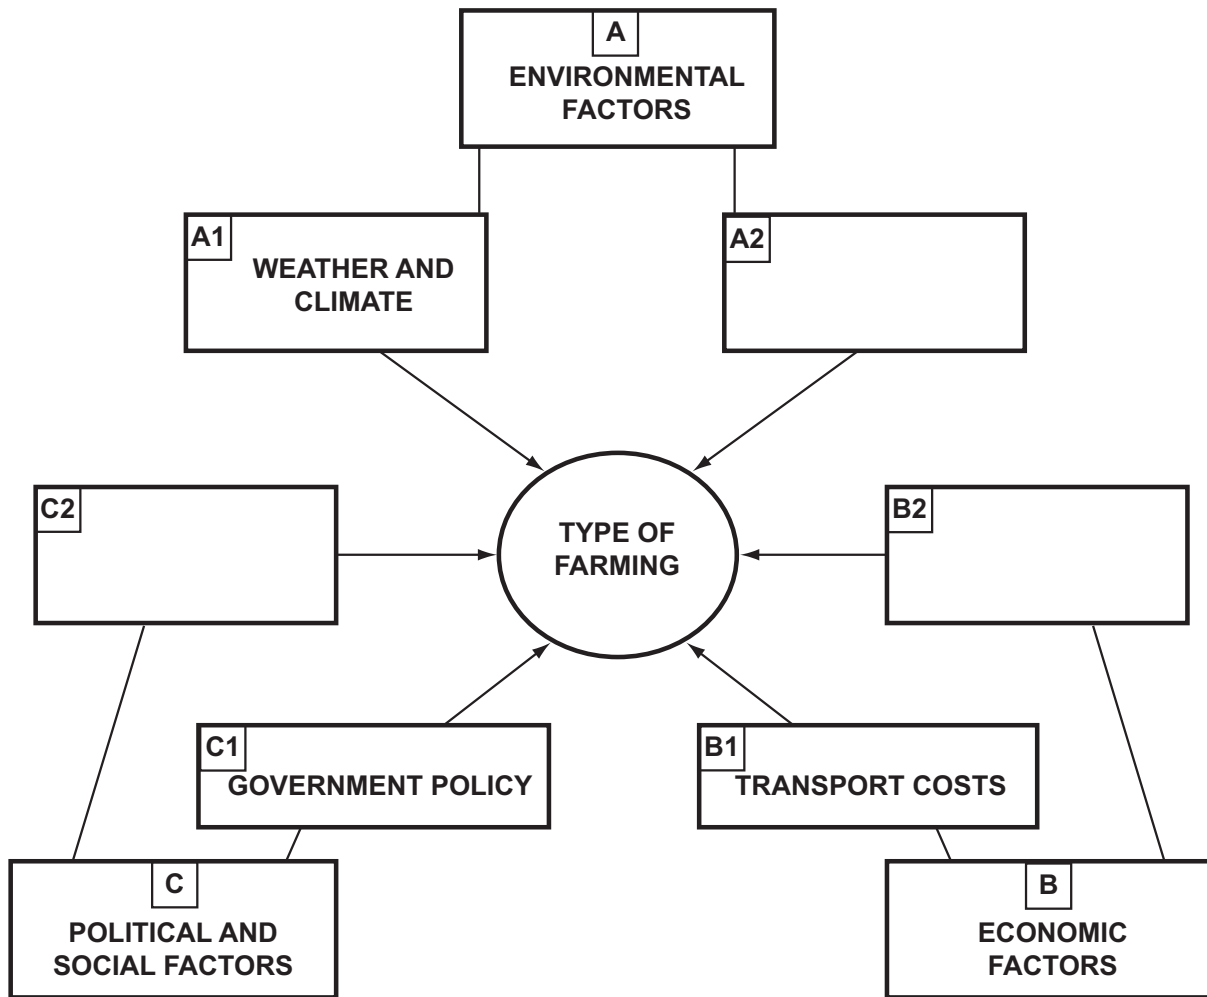 A
ENVIRONMENTAL
FACTORS
A1
WEATHER AND
CLIMATE
A2
C2
TYPE OF
FARMING
B2
C1
GOVERNMENT POLICY
B1
TRANSPORT COSTS
C
POLITICAL AND
SOCIAL FACTORS
B
ECONOMIC
FACTORS